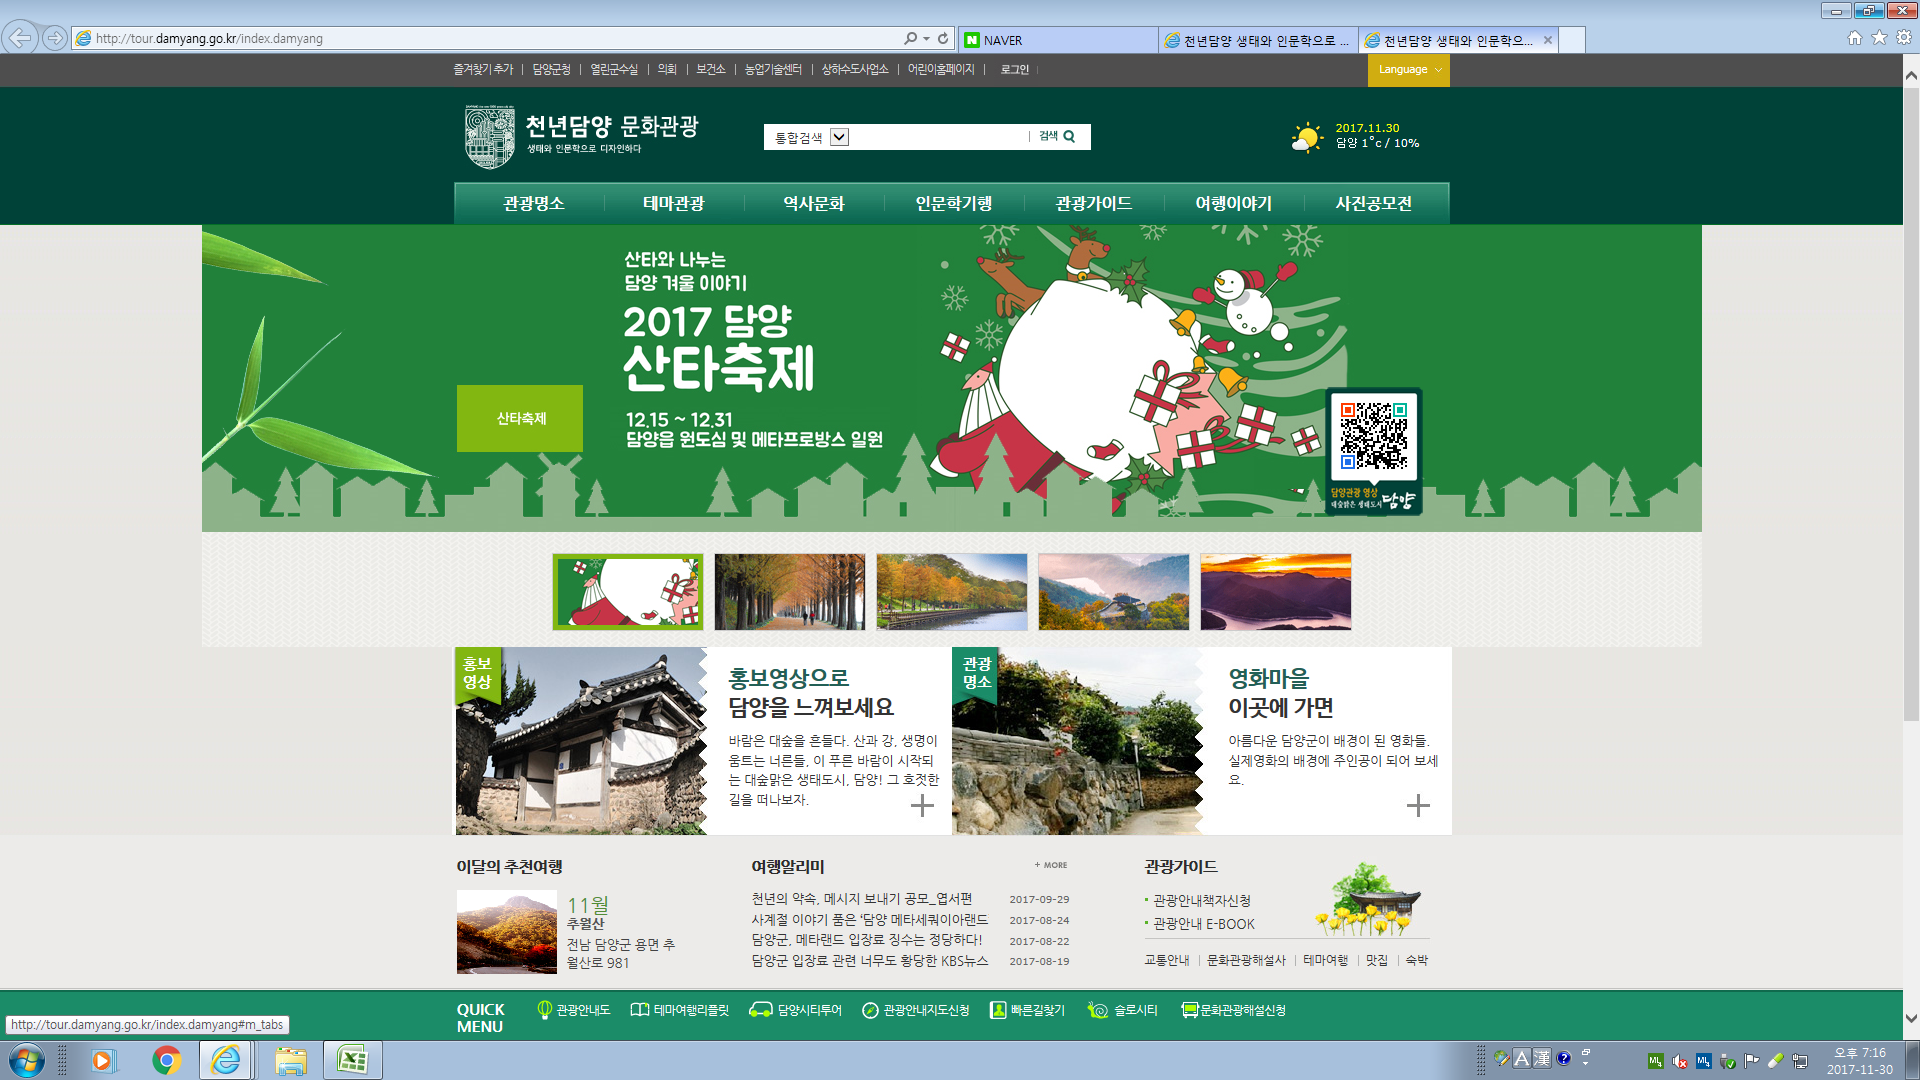 http://tour.damyang.go.kr/index.damyang
NAVER
천년담양 생태와 인문학으로 ...
천년담양 생태와 인문학으...
즐겨찾기 추가
담양군청
열린군수실
의회
보건소
농업기술센터
상하수도사업소
어린이홈페이지
로그인
Language
천년담양 문화관광
생태와 인문학으로 디자인하다
통합검색
검색
2017.11.30
담양 1°c / 10%
관광명소
테마관광
역사문화
인문학기행
관광가이드
여행이야기
사진공모전
산타와 나누는
담양 겨울 이야기
2017 담양
산타축제
12.15 ~ 12.31
담양읍 원도심 및 메타프로방스 일원
산타축제
담양관광 영상
대숲맑은 생태도시 담양
홍보
영상
홍보영상으로
담양을 느껴보세요
바람은 대숲을 흔들다. 산과 강, 생명이
움트는 너른들, 이 푸른 바람이 시작되
는 대숲맑은 생태도시, 담양! 그 호젓한
길을 떠나보자.
관광
명소
영화마을
이곳에 가면
아름다운 담양군이 배경이 된 영화들.
실제영화의 배경에 주인공이 되어 보세
요.
이달의 추천여행
11월
추월산
전남 담양군 용면 추
월산로 981
여행알리미
+ MORE
천년의 약속, 메시지 보내기 공모_엽서편 2017-09-29
사계절 이야기 품은 '담양 메타세쿼이아랜드 2017-08-24
담양군, 메타랜드 입장료 징수는 정당하다! 2017-08-22
담양군 입장료 관련 너무도 황당한 KBS뉴스 2017-08-19
관광가이드
관광안내책자신청
관광안내 E-BOOK
교통안내
문화관광해설사
테마여행
맛집
숙박
QUICK
MENU
관광안내도
테마여행리플릿
담양시티투어
관광안내지도신청
빠른길찾기
슬로시티
문화관광해설신청
http://tour.damyang.go.kr/index.damyang#m_tabs
A
漢
오후 7:16
2017-11-30